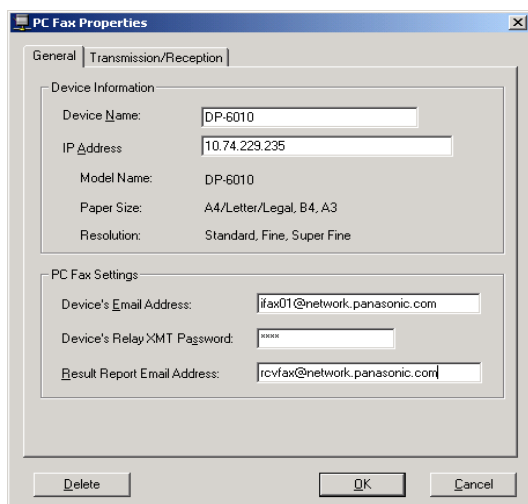 PC Fax Properties
General Transmission/Reception
Device Information
Device Name: DP-6010
IP Address 10.74.229.235
Model Name: DP-6010
Paper Size: A4/Letter/Legal, B4, A3
Resolution: Standard, Fine, Super Fine
PC Fax Settings
Device's Email Address: ifax01@network.panasonic.com
Device's Relay XMT Password: ****
Result Report Email Address: rcvfax@network.panasonic.com
Delete OK Cancel